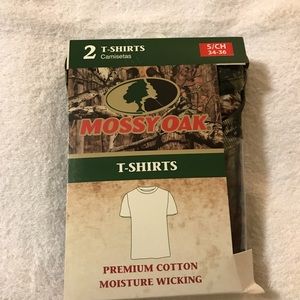 2 T-SHIRTS
Camisetas
S/CH
34-36
MOSSY OAK
T-SHIRTS
PREMIUM COTTON
MOISTURE WICKING